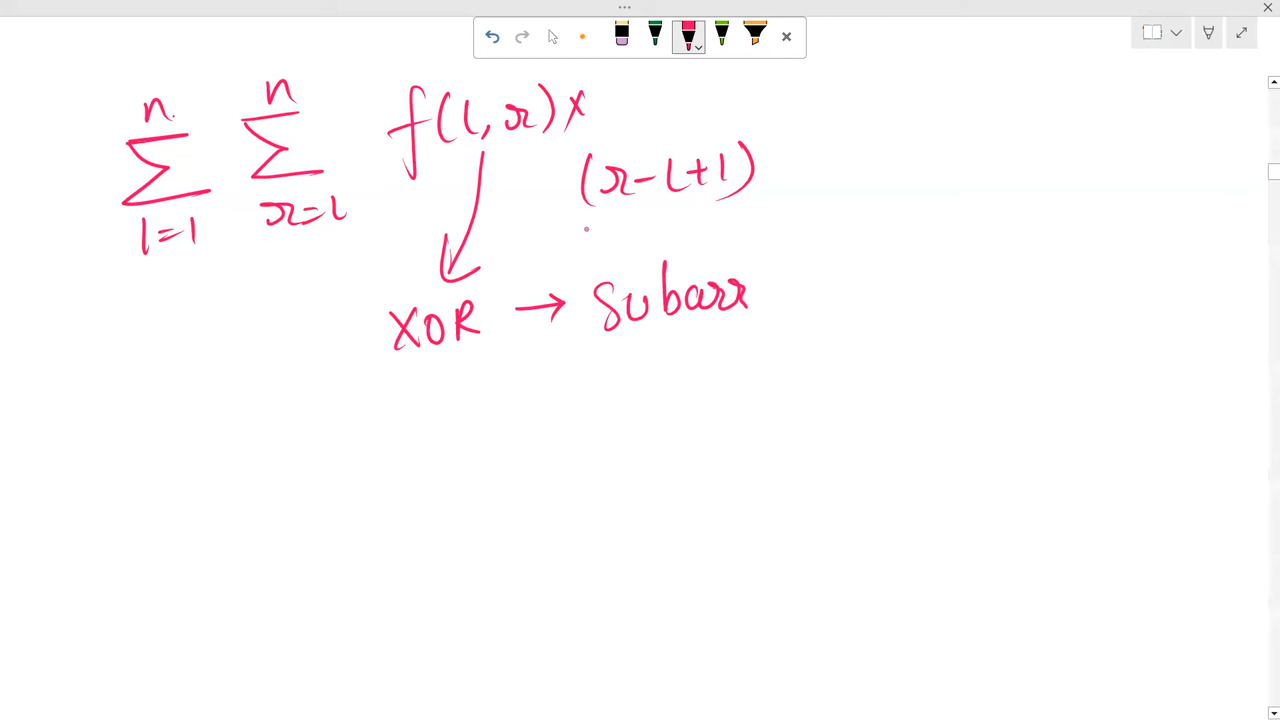 n n
∑ ∑ f(l,r)×
l=1 r=l
(r-l+1)
XOR → subarr